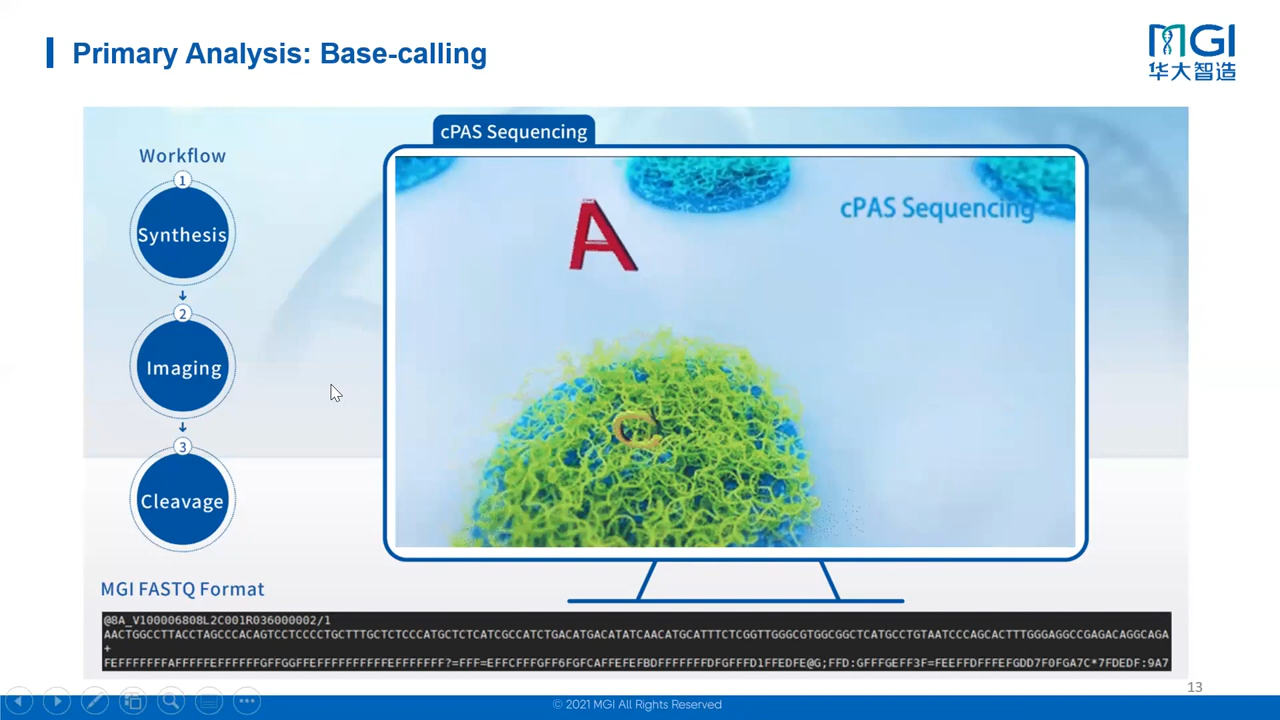 Primary Analysis: Base-calling
MGI
华大智造
Workflow
1
Synthesis
2
Imaging
3
Cleavage
cPAS Sequencing
cPAS Sequencing
A
C
MGI FASTQ Format
@8A_V100006808L2C001R036000002/1
AACTGGCCTTACCTAGCCCACAGTCCTCCCCTGCTTTGCTCTCCCATGCTCTCATCGCCATCTGACATGACATATCAACATGCATTTCTCGGTTGGGCGTGGCGGCTCATGCCTGTAATCCCAGCACTTTGGGAGGCCGAGACAGGCAGA
+
FEFFFFFFFAFFFFFEFFFFFFGFFGGFFEFFFFFFFFFFEFFFFFFF?=FFF=EFFCFFFGFF6FGFCAFFEFEFBDFFFFFFFDFGFFFD1FFEDFE@G;FFD:GFFFGEFF3F=FEEFFDFFFEFGDD7F0FGA7C*7FDEDF:9A7
13
© 2021 MGI All Rights Reserved